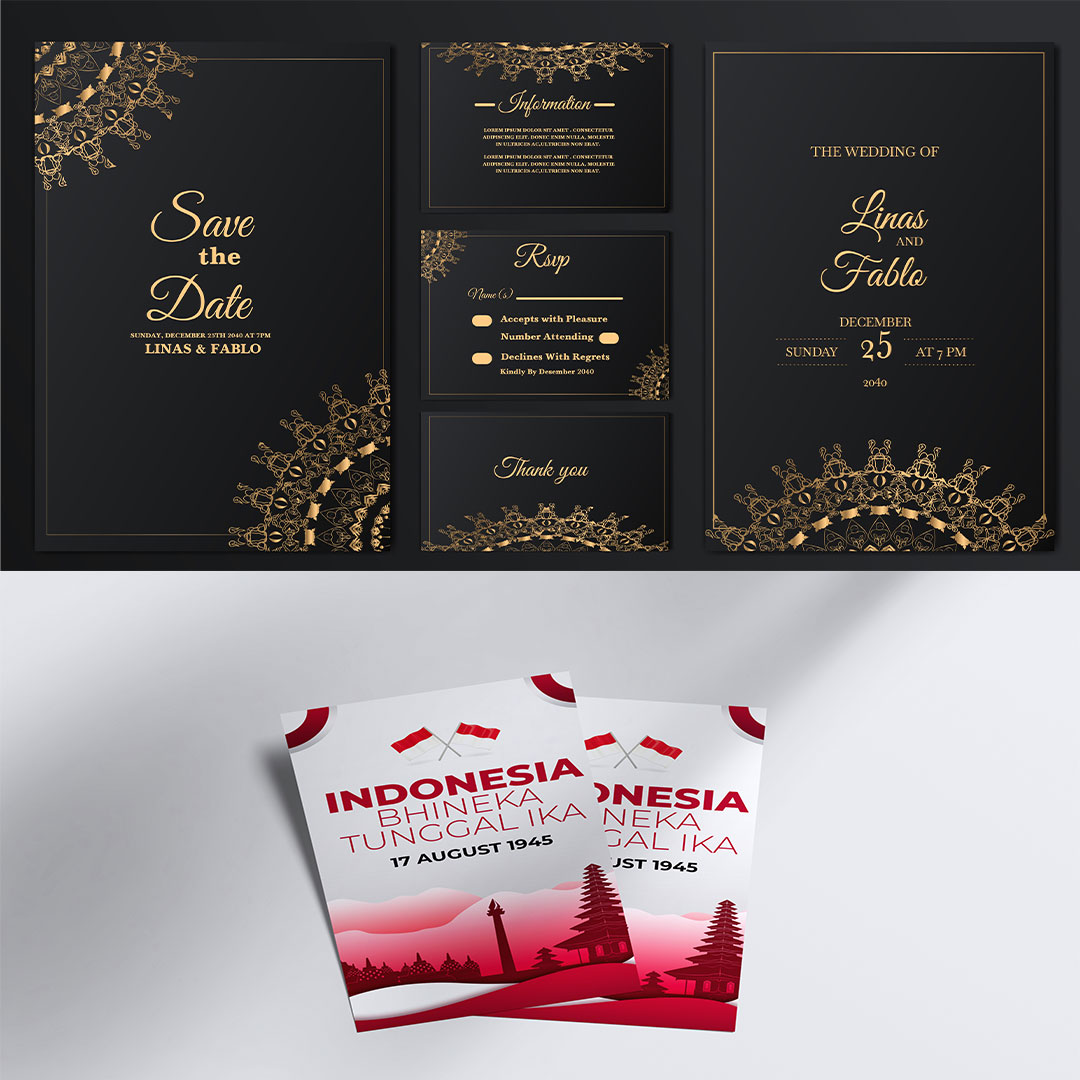 Save
the
Date
SUNDAY, DECEMBER 25TH 2040 AT 7PM
LINAS & FABLO
Information
LOREM IPSUM DOLOR SIT AMET . CONSECTETUR
ADIPISCING ELIT. DONEC ENIM NULLA, MOLESTIE
IN ULTRICES AC,ULTRICIES NON ERAT.
LOREM IPSUM DOLOR SIT AMET . CONSECTETUR
ADIPISCING ELIT. DONEC ENIM NULLA, MOLESTIE
IN ULTRICES AC,ULTRICIES NON ERAT.
Rsvp
Name (s)
Accepts with Pleasure
Number Attending
Declines With Regrets
Kindly By Desember 2040
Thank you
THE WEDDING OF
Linas
AND
Fablo
DECEMBER
SUNDAY 25 AT 7 PM
2040
INDONESIA
BHINEKA
TUNGGAL IKA
17 AUGUST 1945
ONESIA
NEKA
GAL IKA
UST 1945